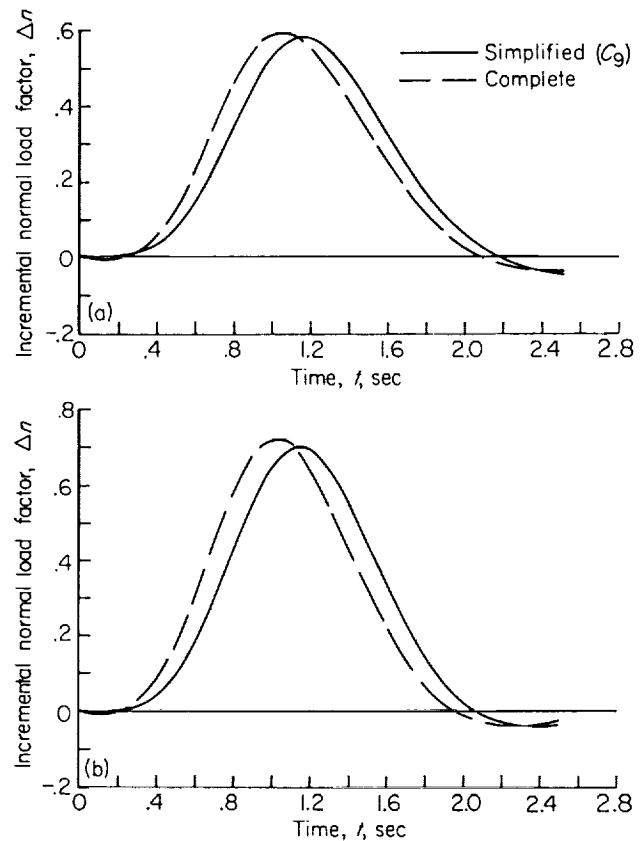 .6
.4
.2
0
-.2
Incremental normal load factor, Δn
Simplified (C9)
Complete
(a)
0 .4 .8 1.2 1.6 2.0 2.4 2.8
Time, t, sec
.8
.6
.4
.2
0
-.2
Incremental normal load factor, Δn
(b)
0 .4 .8 1.2 1.6 2.0 2.4 2.8
Time, t, sec